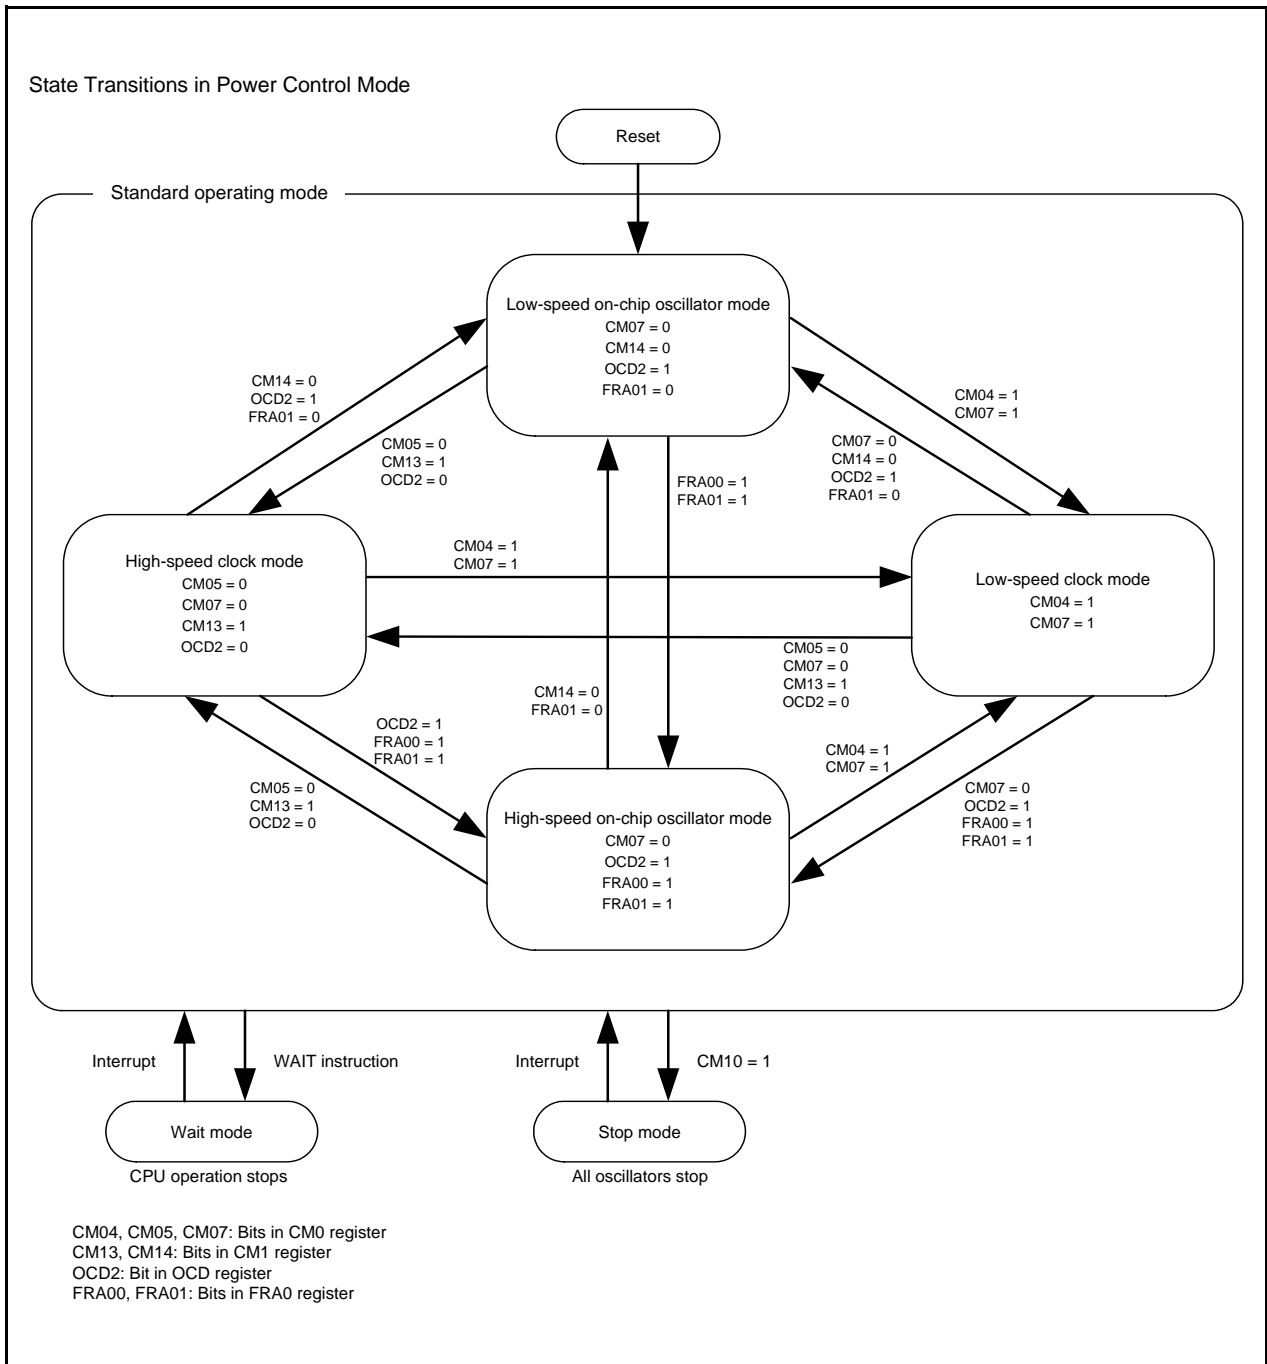 State Transitions in Power Control Mode
Reset
Standard operating mode
Low-speed on-chip oscillator mode
CM07 = 0
CM14 = 0
OCD2 = 1
FRA01 = 0
CM14 = 0
OCD2 = 1
FRA01 = 0
CM05 = 0
CM13 = 1
OCD2 = 0
CM04 = 1
CM07 = 1
CM07 = 0
CM14 = 0
OCD2 = 1
FRA01 = 0
FRA00 = 1
FRA01 = 1
High-speed clock mode
CM05 = 0
CM07 = 0
CM13 = 1
OCD2 = 0
CM04 = 1
CM07 = 1
Low-speed clock mode
CM04 = 1
CM07 = 1
CM05 = 0
CM07 = 0
CM13 = 1
OCD2 = 0
CM14 = 0
FRA01 = 0
OCD2 = 1
FRA00 = 1
FRA01 = 1
CM05 = 0
CM13 = 1
OCD2 = 0
CM04 = 1
CM07 = 1
CM07 = 0
OCD2 = 1
FRA00 = 1
FRA01 = 1
High-speed on-chip oscillator mode
CM07 = 0
OCD2 = 1
FRA00 = 1
FRA01 = 1
Interrupt
WAIT instruction
Interrupt
CM10 = 1
Wait mode
Stop mode
CPU operation stops
All oscillators stop
CM04, CM05, CM07: Bits in CM0 register
CM13, CM14: Bits in CM1 register
OCD2: Bit in OCD register
FRA00, FRA01: Bits in FRA0 register